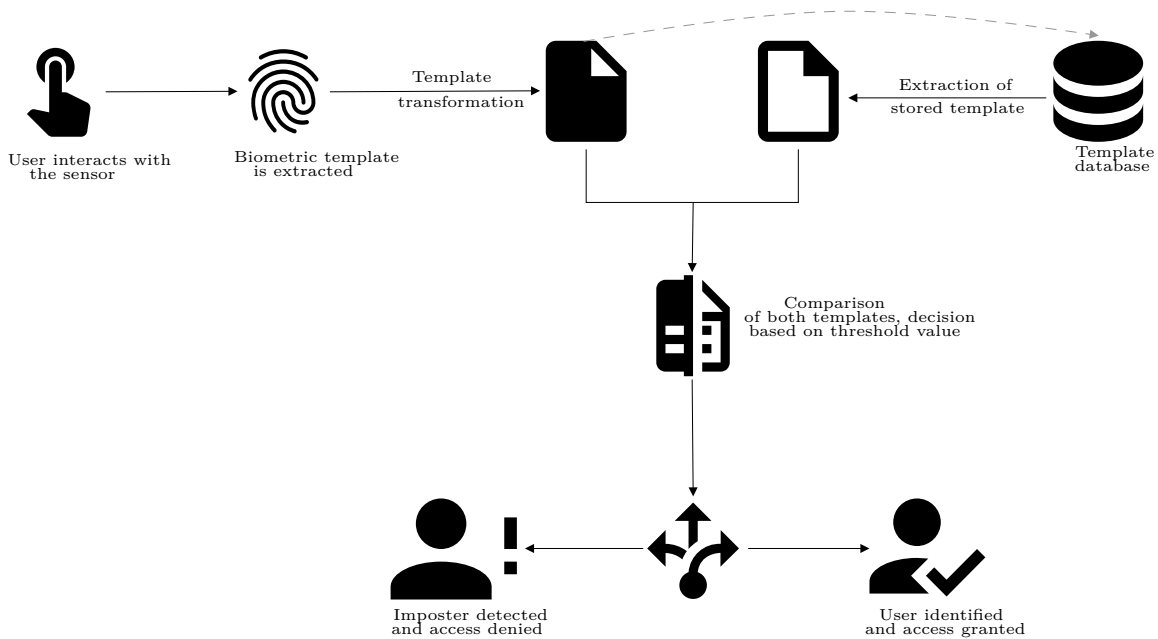 User interacts with
the sensor
Biometric template
is extracted
Template
transformation
Extraction of
stored template
Template
database
Comparison
of both templates, decision
based on threshold value
Imposter detected
and access denied
User identified
and access granted